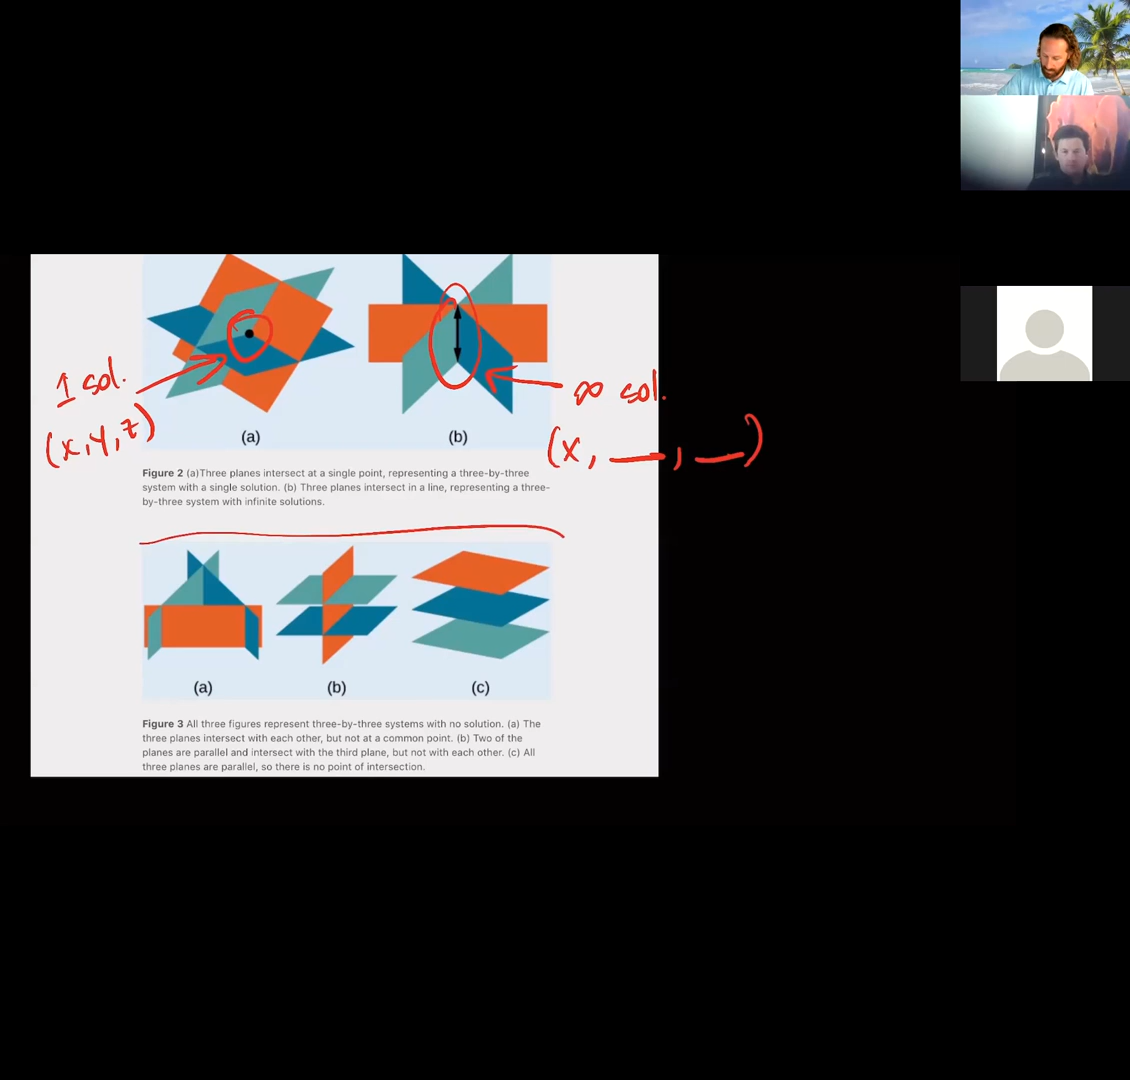 1 sol.
(x, y, z)
(a)
(b)
∞ sol.
(x, __, __)
Figure 2 (a)Three planes intersect at a single point, representing a three-by-three
system with a single solution. (b) Three planes intersect in a line, representing a three-
by-three system with infinite solutions.
(a)
(b)
(c)
Figure 3 All three figures represent three-by-three systems with no solution. (a) The
three planes intersect with each other, but not at a common point. (b) Two of the
planes are parallel and intersect with the third plane, but not with each other. (c) All
three planes are parallel, so there is no point of intersection.